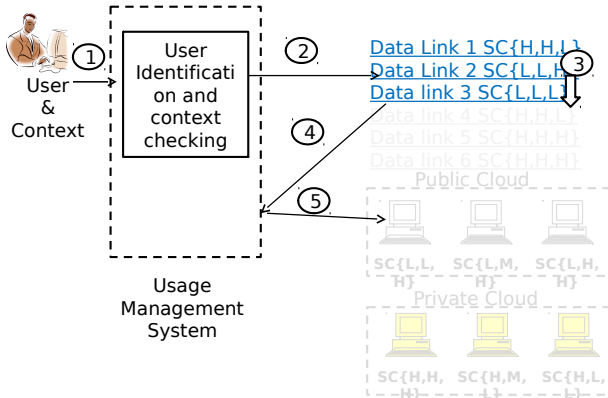 1
User
&
Context
User
Identificati
on and
context
checking
2
Data Link 1 SC{H,H,L}
Data Link 2 SC{L,L,H}
Data link 3 SC{L,L,L}
3
Data link 4 SC{H,H,L}
Data link 5 SC{H,H,H}
Data link 6 SC{H,H,H}
4
5
Public Cloud
SC{L,L,
H}
SC{L,M,
H}
SC{L,H,
H}
Usage
Management
System
Private Cloud
SC{H,H,
H}
SC{H,M,
L}
SC{H,L,
L}